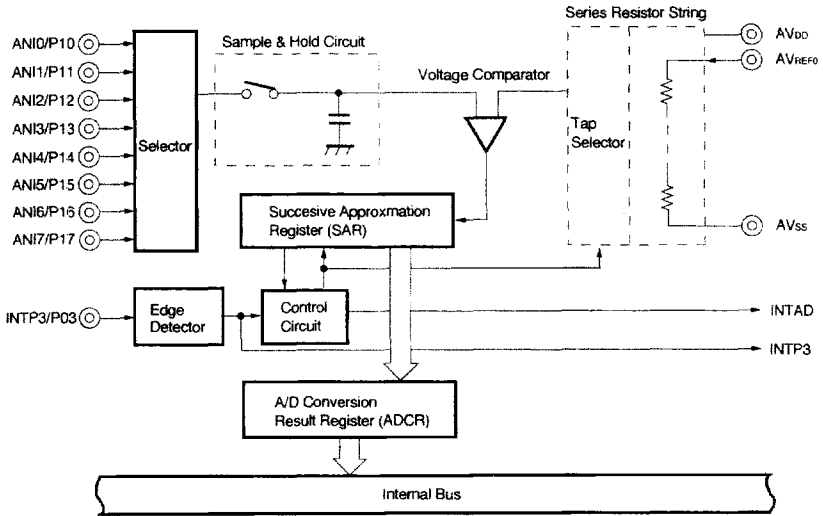 Series Resistor String
ANI0/P10
ANI1/P11
ANI2/P12
ANI3/P13
ANI4/P14
ANI5/P15
ANI6/P16
ANI7/P17
Selector
Sample & Hold Circuit
Voltage Comparator
Tap
Selector
AVDD
AVREF0
AVSS
Succesive Approxmation
Register (SAR)
INTP3/P03
Edge
Detector
Control
Circuit
INTAD
INTP3
A/D Conversion
Result Register (ADCR)
Internal Bus